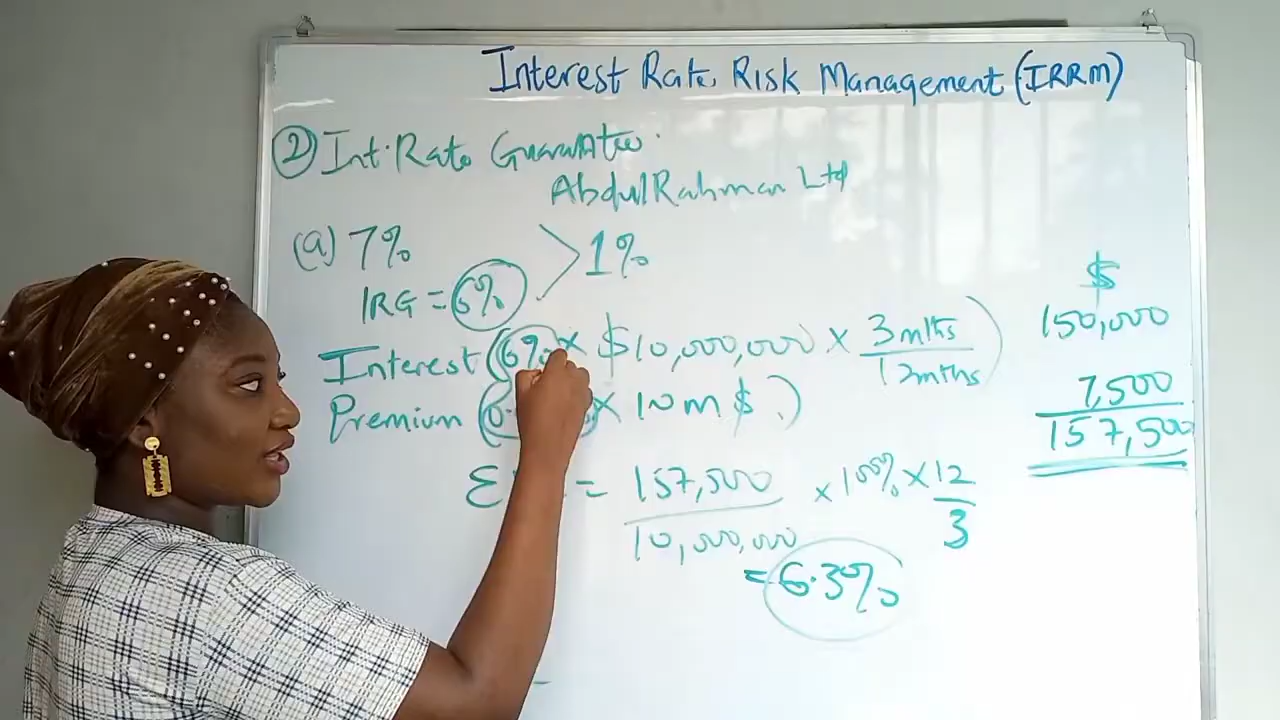 Interest Rate Risk Management (IRRM)
② Int. Rate Guarantee.
AbdulRahman Ltd
(a) 7%
> 1%
IRG = 6%
$
Interest (6% × $10,000,000 × 3mths/12mths) 150,000
Premium (0. × 10m $.) 7,500
157,500
E = 157,500/10,000,000 × 100% × 12/3
= 6.3%